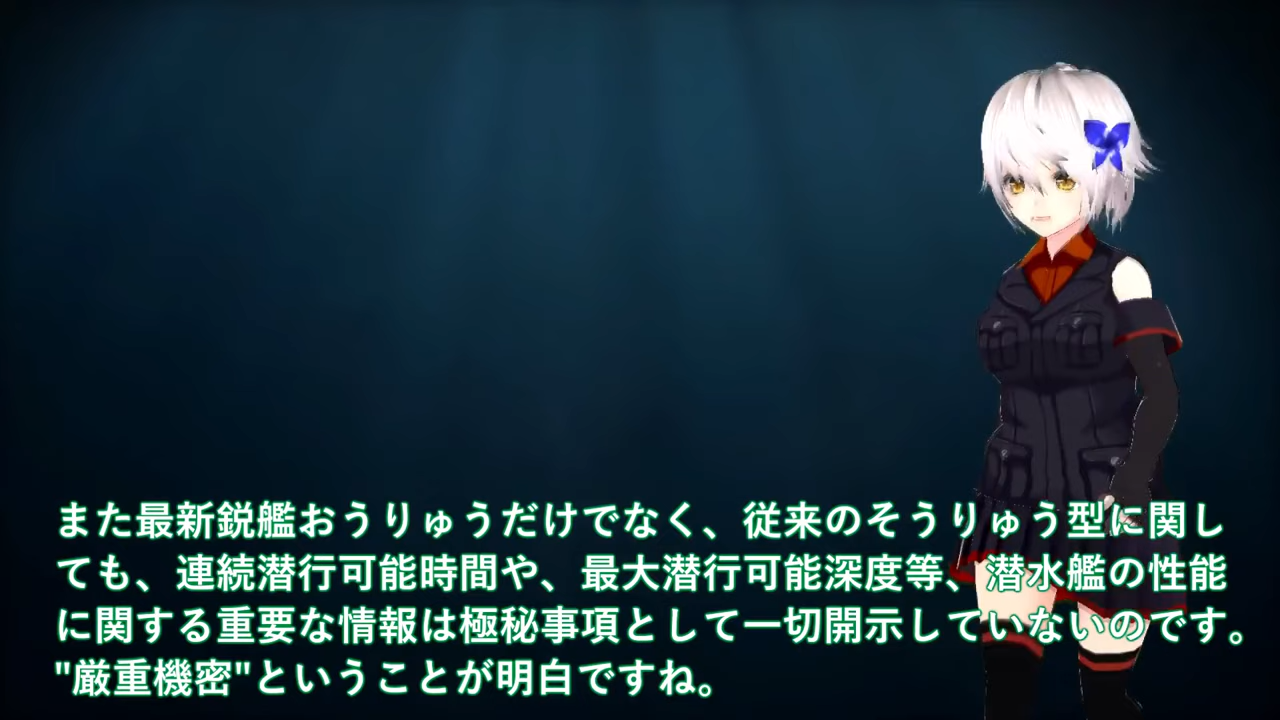 また最新鋭艦おうりゅうだけでなく、従来のそうりゅう型に関し
ても、連続潜行可能時間や、最大潜行可能深度等、潜水艦の性能
に関する重要な情報は極秘事項として一切開示していないのです。
"厳重機密"ということが明白ですね。